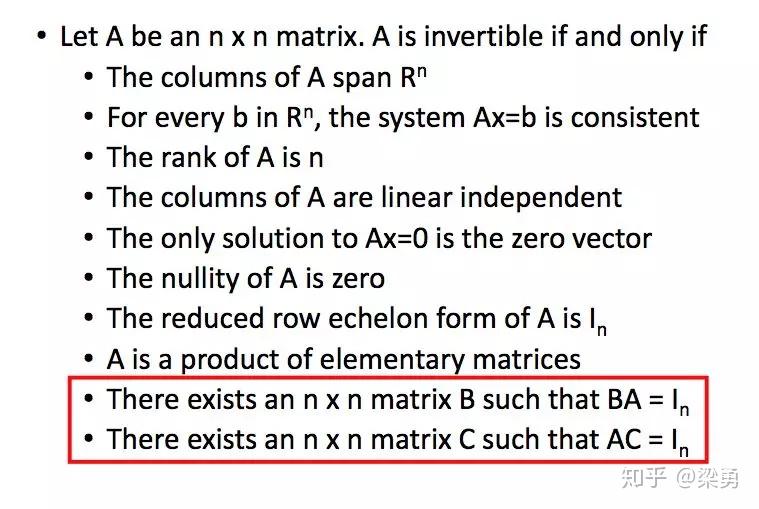 • Let A be an n x n matrix. A is invertible if and only if
• The columns of A span Rⁿ
• For every b in Rⁿ, the system Ax=b is consistent
• The rank of A is n
• The columns of A are linear independent
• The only solution to Ax=0 is the zero vector
• The nullity of A is zero
• The reduced row echelon form of A is Iₙ
• A is a product of elementary matrices
• There exists an n x n matrix B such that BA = Iₙ
• There exists an n x n matrix C such that AC = Iₙ
知乎 @梁勇